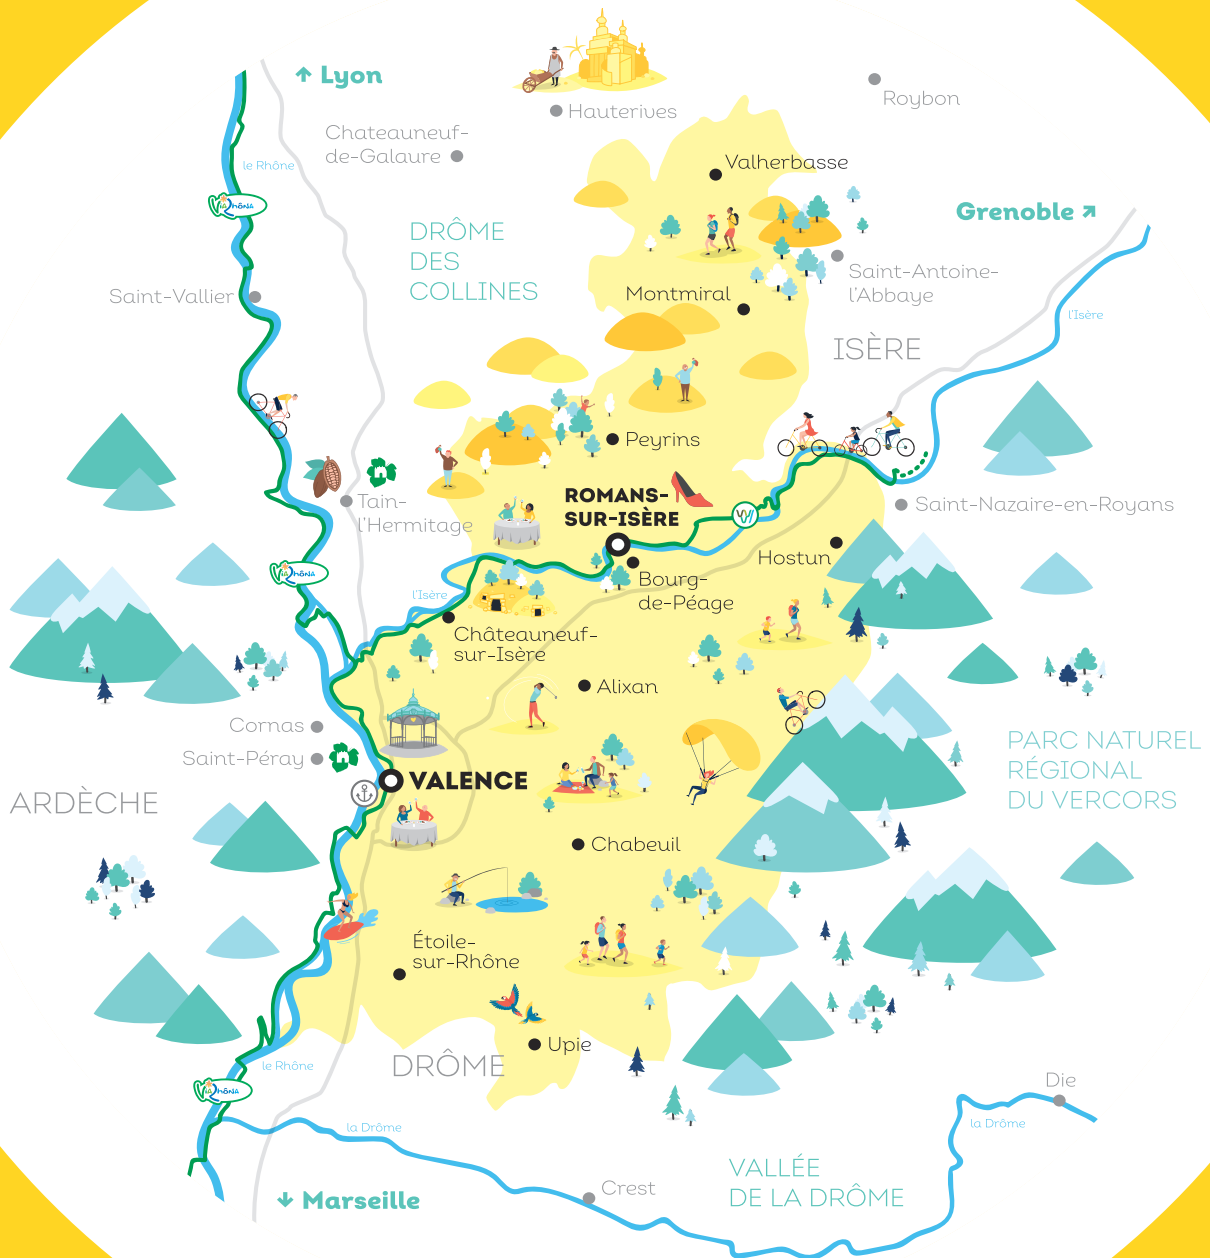 ↑ Lyon
Hauterives
Roybon
Chateauneuf-
de-Galaure
le Rhône
Valherbasse
ViaRhôna
Grenoble ↗
DRÔME
DES
COLLINES
Saint-Antoine-
l'Abbaye
Saint-Vallier
Montmiral
l'Isère
ISÈRE
Peyrins
Tain-
l'Hermitage
ROMANS-
SUR-ISÈRE
Saint-Nazaire-en-Royans
Hostun
ViaRhôna
Bourg-
de-Péage
l'Isère
Châteauneuf-
sur-Isère
Alixan
Cornas
Saint-Péray
VALENCE
PARC NATUREL
RÉGIONAL
DU VERCORS
ARDÈCHE
Chabeuil
Étoile-
sur-Rhône
Upie
DRÔME
le Rhône
ViaRhôna
Die
la Drôme
la Drôme
VALLÉE
DE LA DRÔME
Crest
↓ Marseille